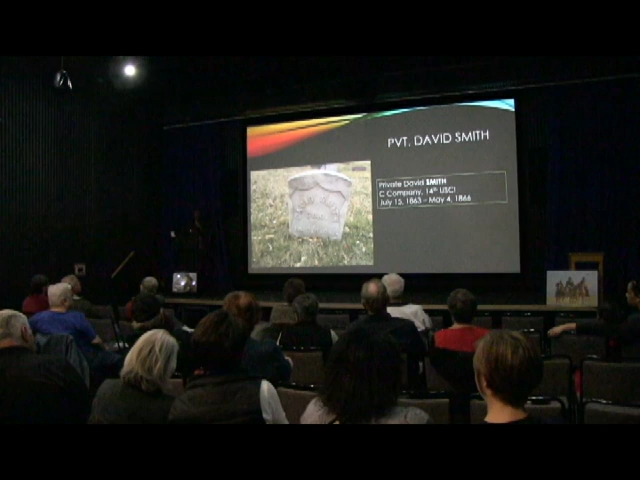 PVT. DAVID SMITH
Private David SMITH
C Company, 14th USCI
July 15, 1863 – May 4, 1866